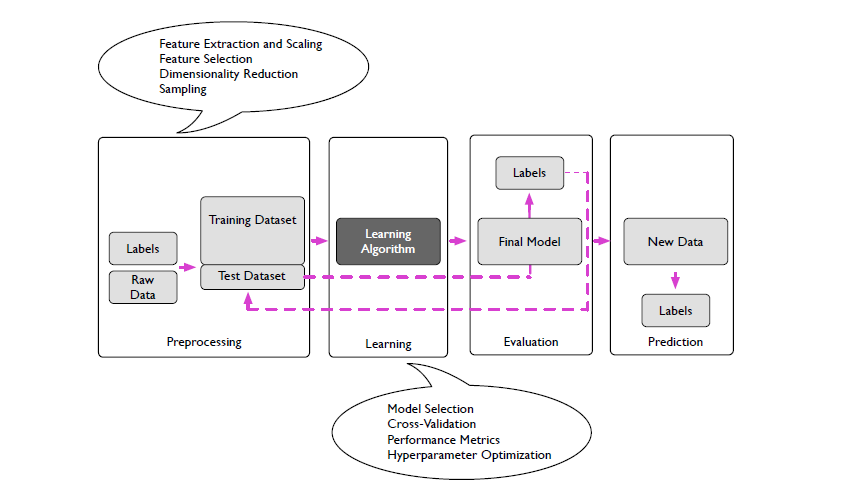 Feature Extraction and Scaling
Feature Selection
Dimensionality Reduction
Sampling
Labels
Raw
Data
Training Dataset
Test Dataset
Preprocessing
Learning
Algorithm
Learning
Labels
Final Model
Evaluation
New Data
Labels
Prediction
Model Selection
Cross-Validation
Performance Metrics
Hyperparameter Optimization